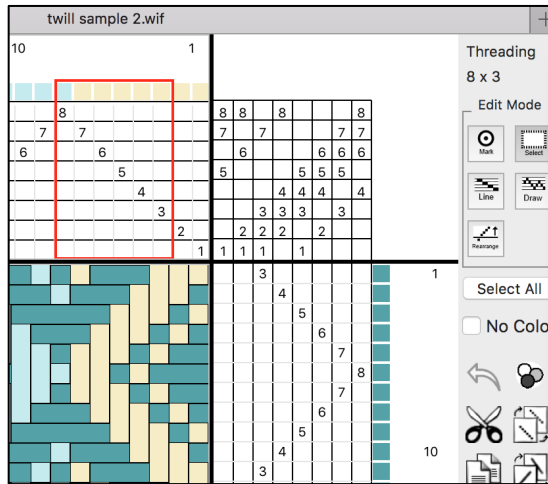 twill sample 2.wif
+
10 1
Threading
8 x 3
Edit Mode
Mark
Select
Line
Draw
Rearrange
Select All
No Colo
8
7 7
6 6
5
4
3
2
1
8 8 8 8
7 7 7 7
6 6 6 6
5 5 5 5
4 4 4 4
3 3 3 3
2 2 2 2
1 1 1 1
3 1
4
5
6
7
8
7
6
5
4 10
3